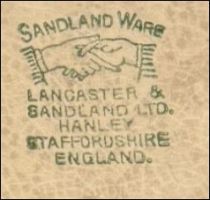 SANDLAND WARE
LANCASTER &
SANDLAND LTD.
HANLEY
STAFFORDSHIRE
ENGLAND.